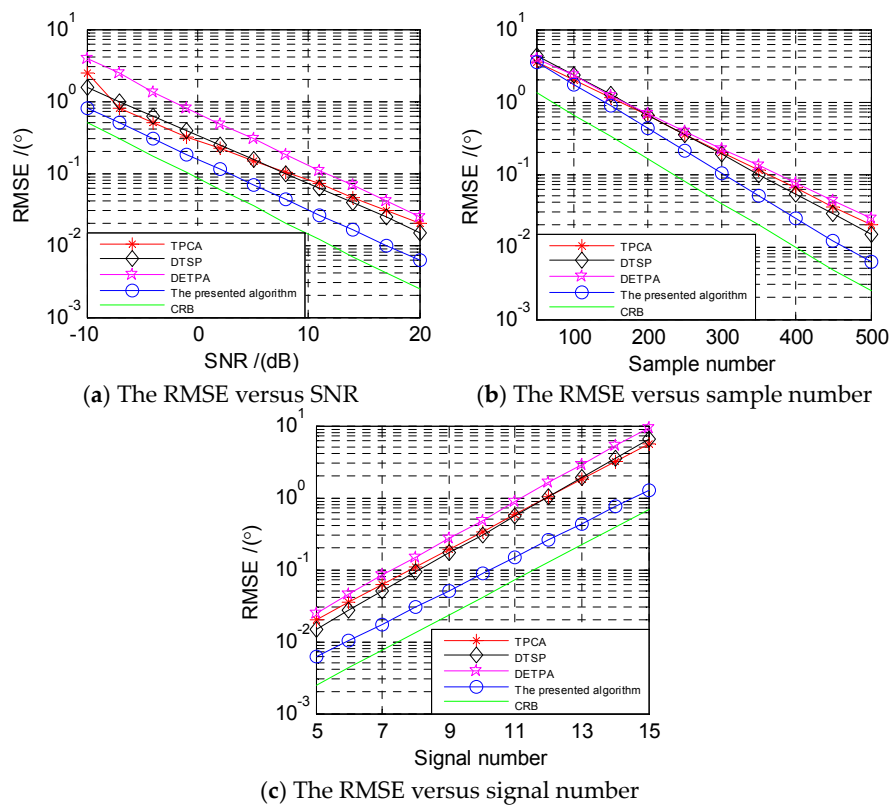 10^1
10^0
10^-1
10^-2
10^-3
RMSE /(°)
TPCA
DTSP
DETPA
The presented algorithm
CRB
-10 0 10 20
SNR /(dB)
(a) The RMSE versus SNR
10^1
10^0
10^-1
10^-2
10^-3
RMSE /(°)
TPCA
DTSP
DETPA
The presented algorithm
CRB
100 200 300 400 500
Sample number
(b) The RMSE versus sample number
10^1
10^0
10^-1
10^-2
10^-3
RMSE /(°)
TPCA
DTSP
DETPA
The presented algorithm
CRB
5 7 9 11 13 15
Signal number
(c) The RMSE versus signal number